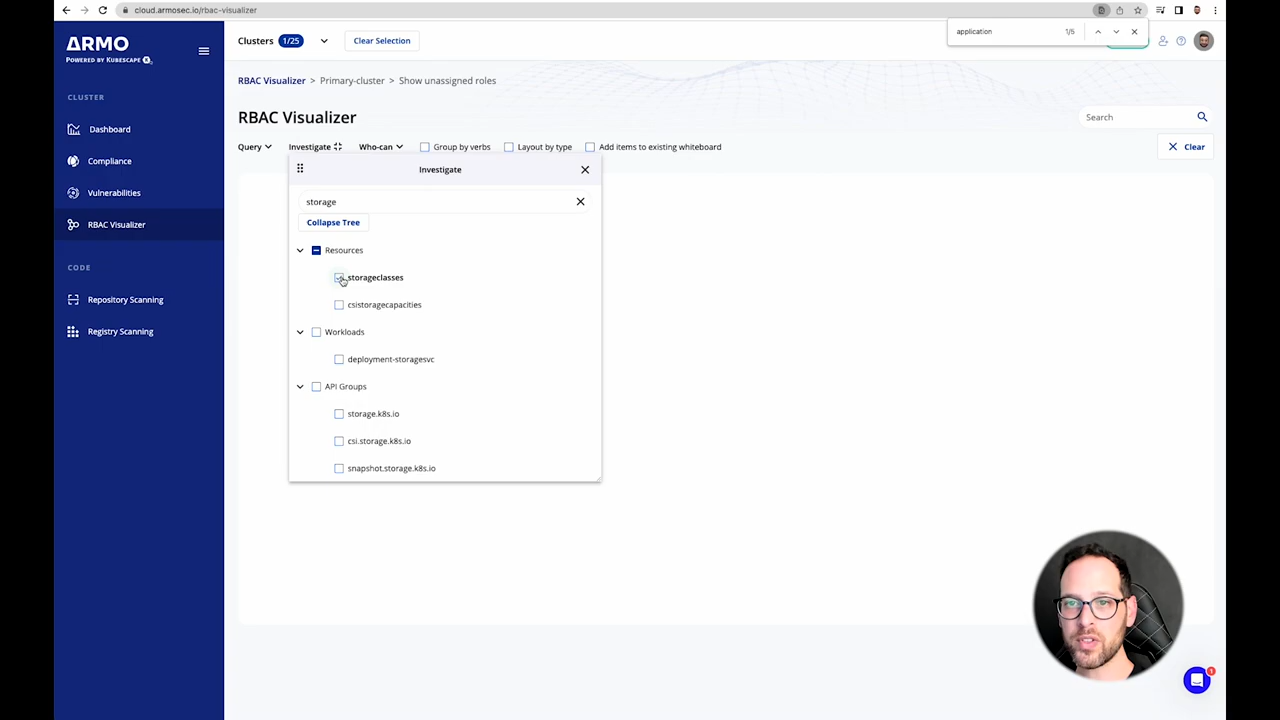 cloud.armosec.io/rbac-visualizer
application 1/5
ARMO
POWERED BY KUBESCAPE
Clusters 1/25 Clear Selection
CLUSTER
Dashboard
Compliance
Vulnerabilities
RBAC Visualizer
CODE
Repository Scanning
Registry Scanning
RBAC Visualizer > Primary-cluster > Show unassigned roles
RBAC Visualizer
Search
Query Investigate Who-can Group by verbs Layout by type Add items to existing whiteboard Clear
Investigate
storage
Collapse Tree
Resources
storageclasses
csistoragecapacities
Workloads
deployment-storagesvc
API Groups
storage.k8s.io
csi.storage.k8s.io
snapshot.storage.k8s.io
1